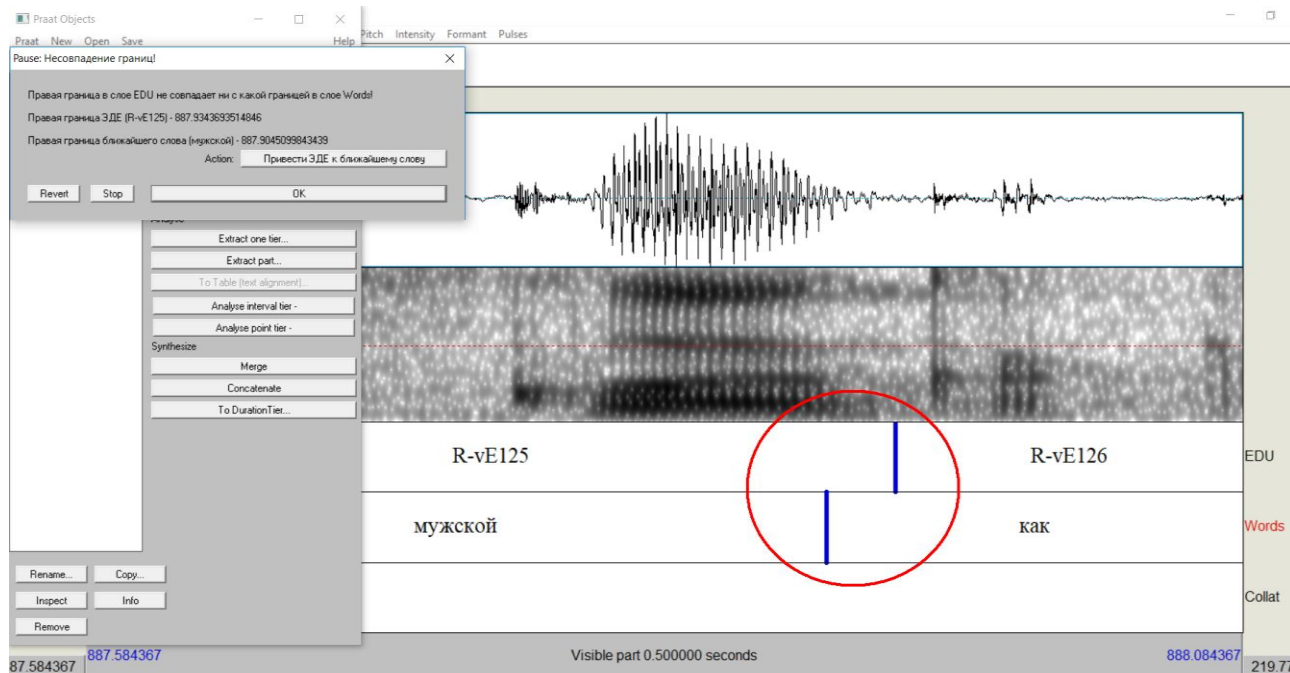 Praat Objects
Praat New Open Save Help
Pitch Intensity Formant Pulses
Pause: Несовпадение границ!
Правая граница в слое EDU не совпадает ни с какой границей в слое Words!
Правая граница ЭДЕ (R-vE125) - 887.9343693514846
Правая граница ближайшего слова (мужской) - 887.9045099843439
Action: Привести ЭДЕ к ближайшему слову
Revert Stop OK
Analyse
Extract one tier...
Extract part...
To Table (text alignment)...
Analyse interval tier -
Analyse point tier -
Synthesize
Merge
Concatenate
To DurationTier...
R-vE125 R-vE126 EDU
мужской как Words
Collat
Rename... Copy...
Inspect Info
Remove
887.584367 Visible part 0.500000 seconds 888.084367
87.584367 219.77